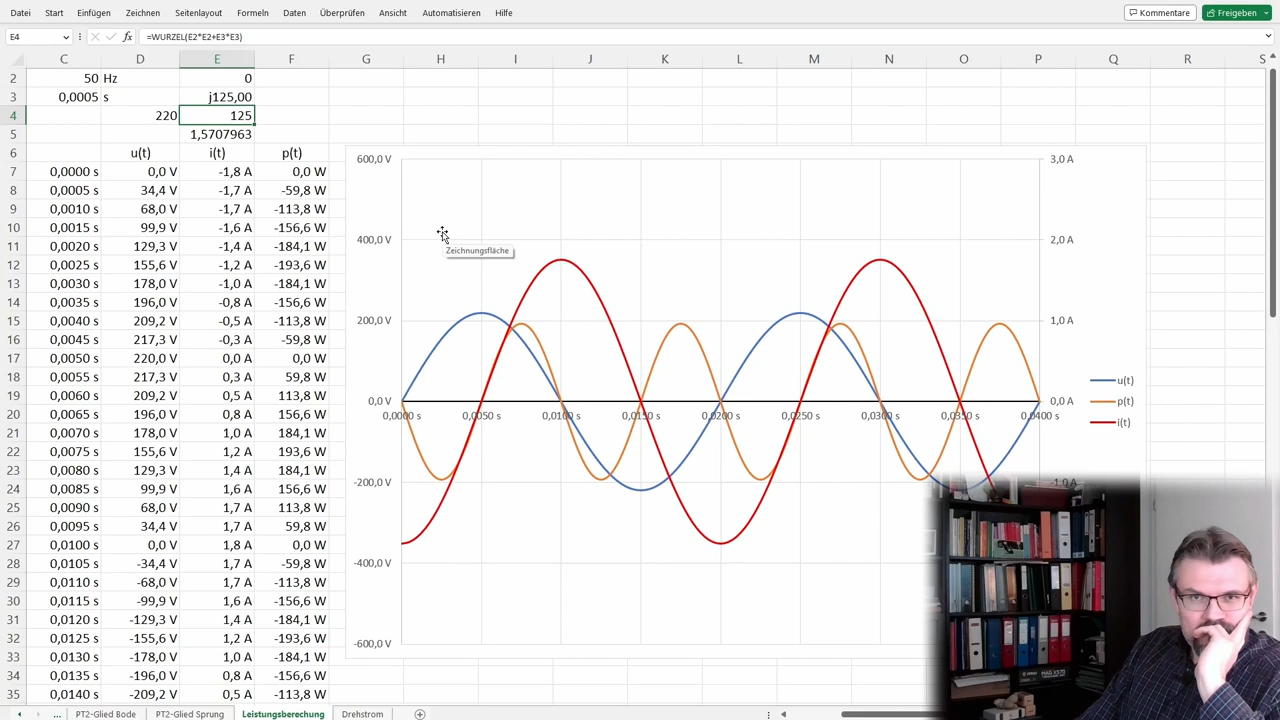 Datei Start Einfügen Zeichnen Seitenlayout Formeln Daten Überprüfen Ansicht Automatisieren Hilfe Kommentare Freigeben
E4 fx =WURZEL(E2*E2+E3*E3)
C D E F G H I J K L M N O P Q R S
2 50 Hz 0
3 0,0005 s j125,00
4 220 125
5 1,5707963
6 u(t) i(t) p(t)
7 0,0000 s 0,0 V -1,8 A 0,0 W
8 0,0005 s 34,4 V -1,7 A -59,8 W
9 0,0010 s 68,0 V -1,7 A -113,8 W
10 0,0015 s 99,9 V -1,6 A -156,6 W
11 0,0020 s 129,3 V -1,4 A -184,1 W
12 0,0025 s 155,6 V -1,2 A -193,6 W
13 0,0030 s 178,0 V -1,0 A -184,1 W
14 0,0035 s 196,0 V -0,8 A -156,6 W
15 0,0040 s 209,2 V -0,5 A -113,8 W
16 0,0045 s 217,3 V -0,3 A -59,8 W
17 0,0050 s 220,0 V 0,0 A 0,0 W
18 0,0055 s 217,3 V 0,3 A 59,8 W
19 0,0060 s 209,2 V 0,5 A 113,8 W
20 0,0065 s 196,0 V 0,8 A 156,6 W
21 0,0070 s 178,0 V 1,0 A 184,1 W
22 0,0075 s 155,6 V 1,2 A 193,6 W
23 0,0080 s 129,3 V 1,4 A 184,1 W
24 0,0085 s 99,9 V 1,6 A 156,6 W
25 0,0090 s 68,0 V 1,7 A 113,8 W
26 0,0095 s 34,4 V 1,7 A 59,8 W
27 0,0100 s 0,0 V 1,8 A 0,0 W
28 0,0105 s -34,4 V 1,7 A -59,8 W
29 0,0110 s -68,0 V 1,7 A -113,8 W
30 0,0115 s -99,9 V 1,6 A -156,6 W
31 0,0120 s -129,3 V 1,4 A -184,1 W
32 0,0125 s -155,6 V 1,2 A -193,6 W
33 0,0130 s -178,0 V 1,0 A -184,1 W
34 0,0135 s -196,0 V 0,8 A -156,6 W
35 0,0140 s -209,2 V 0,5 A -113,8 W
600,0 V 3,0 A
400,0 V 2,0 A
Zeichnungsfläche
200,0 V 1,0 A
u(t)
0,0 V 0,0 A p(t)
0,0000 s 0,0050 s 0,0100 s 0,0150 s 0,0200 s 0,0250 s 0,0300 s 0,0350 s 0,0400 s
i(t)
-200,0 V -1,0 A
-400,0 V
-600,0 V
... PT2-Glied Bode PT2-Glied Sprung Leistungsberechung Drehstrom